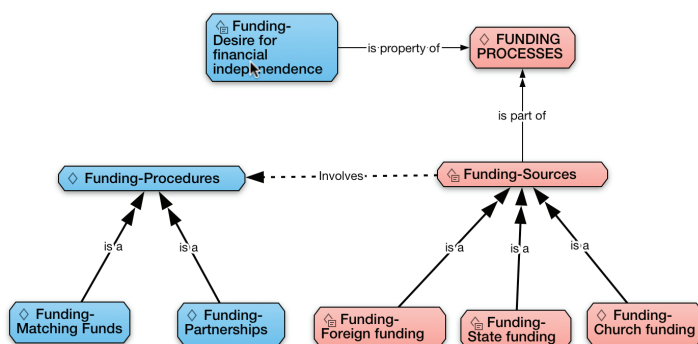 Funding-
Desire for
financial
independence
is property of
FUNDING
PROCESSES
is part of
Funding-Procedures
Involves
Funding-Sources
is a
is a
is a
is a
is a
Funding-
Matching Funds
Funding-
Partnerships
Funding-
Foreign funding
Funding-
State funding
Funding-
Church funding